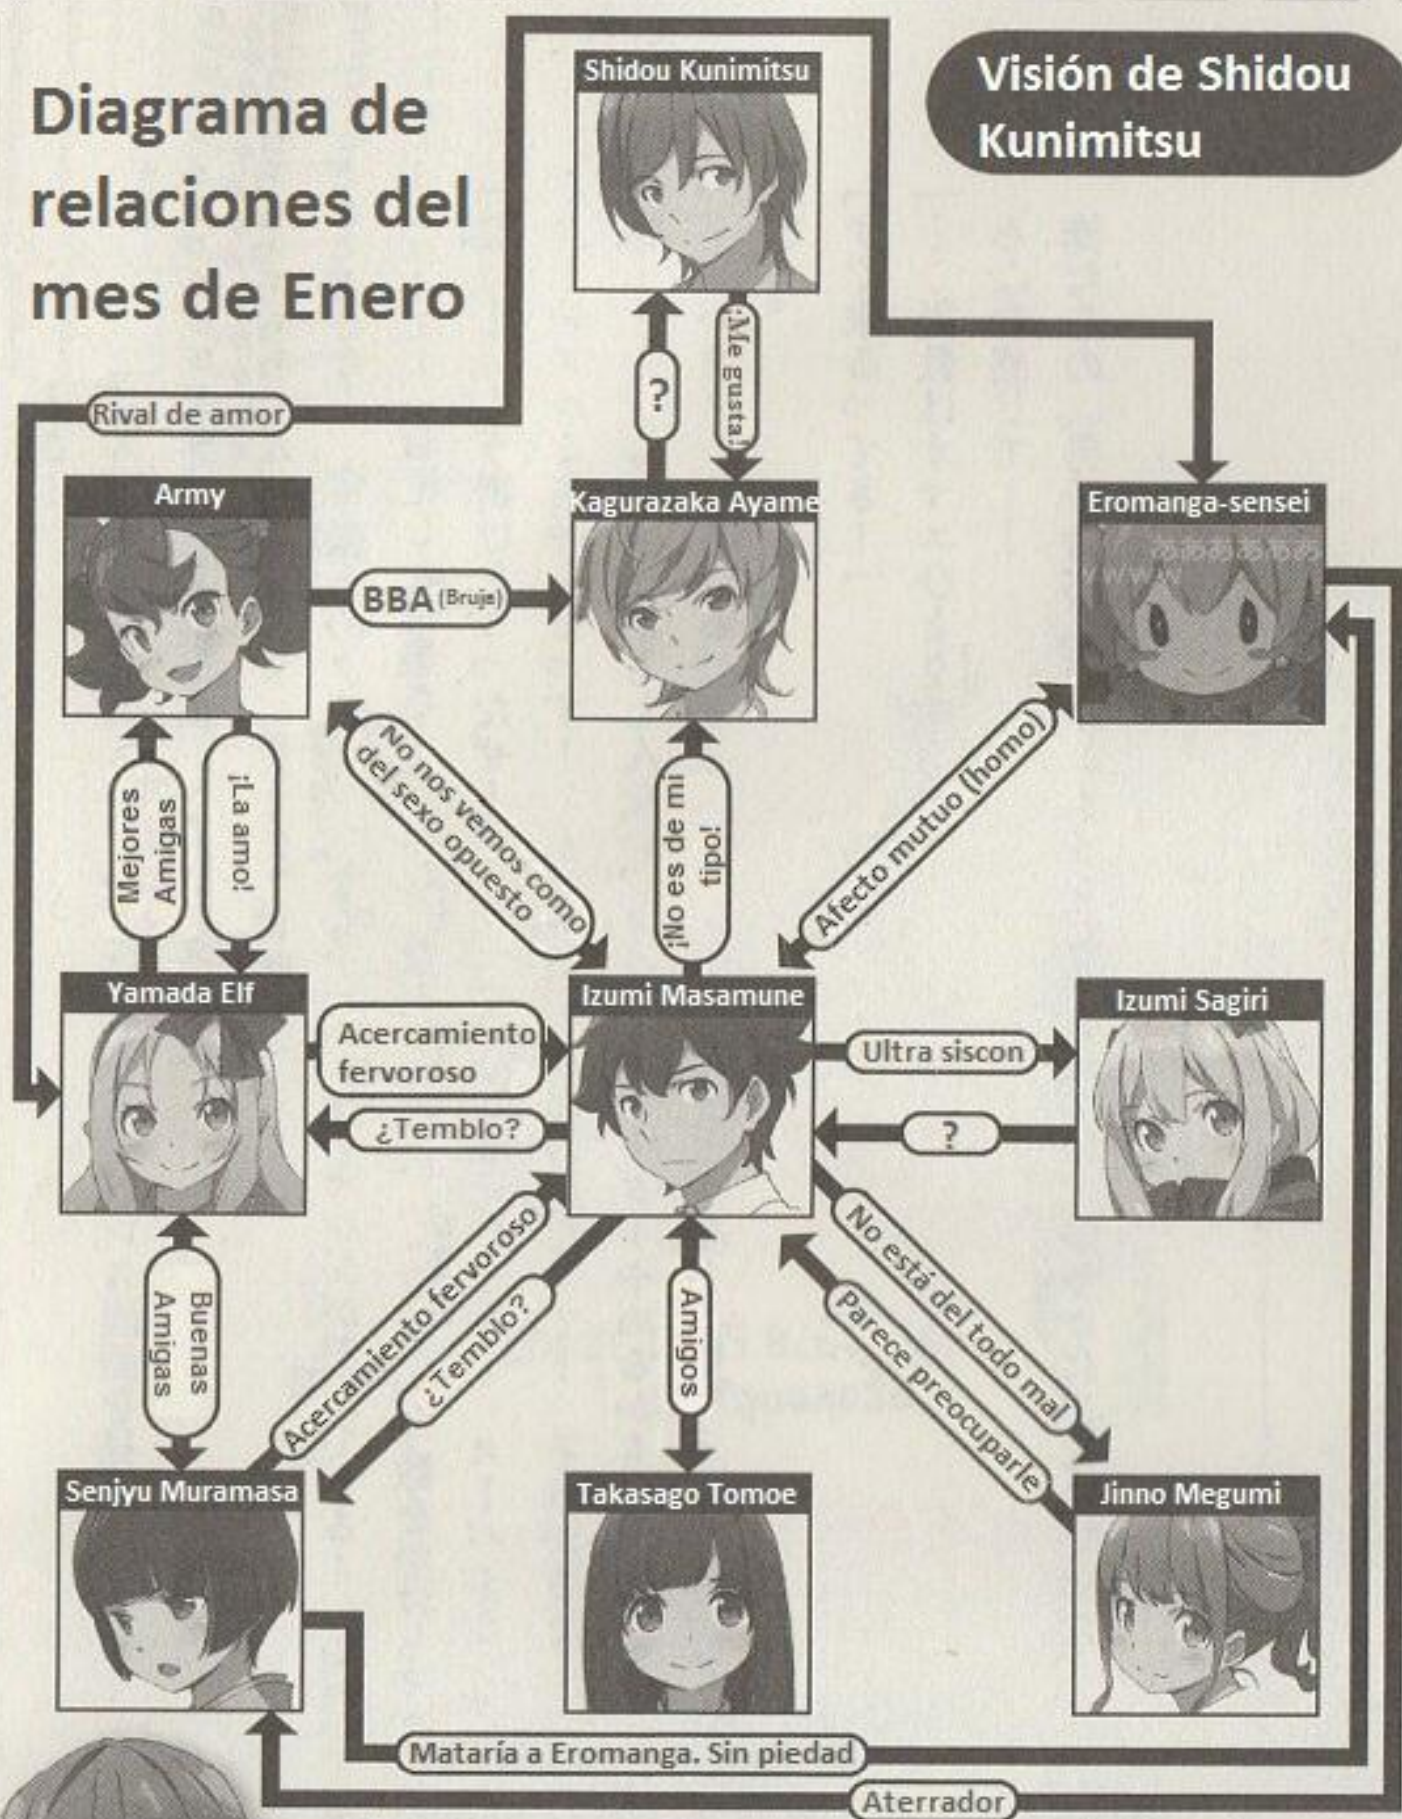 Diagrama de
relaciones del
mes de Enero
Visión de Shidou
Kunimitsu
Shidou Kunimitsu
?
¡Me gusta!
Rival de amor
Army
Kagurazaka Ayame
Eromanga-sensei
BBA (Bruja)
Mejores
Amigas
¡La amo!
No nos vemos como
del sexo opuesto
¡No es de mi
tipo!
Afecto mutuo (homo)
Yamada Elf
Izumi Masamune
Izumi Sagiri
Acercamiento
fervoroso
Ultra siscon
¿Temblo?
?
Buenas
Amigas
Acercamiento fervoroso
¿Temblo?
Amigos
No está del todo mal
Parece preocuparle
Senjyu Muramasa
Takasago Tomoe
Jinno Megumi
Mataría a Eromanga. Sin piedad
Aterrador